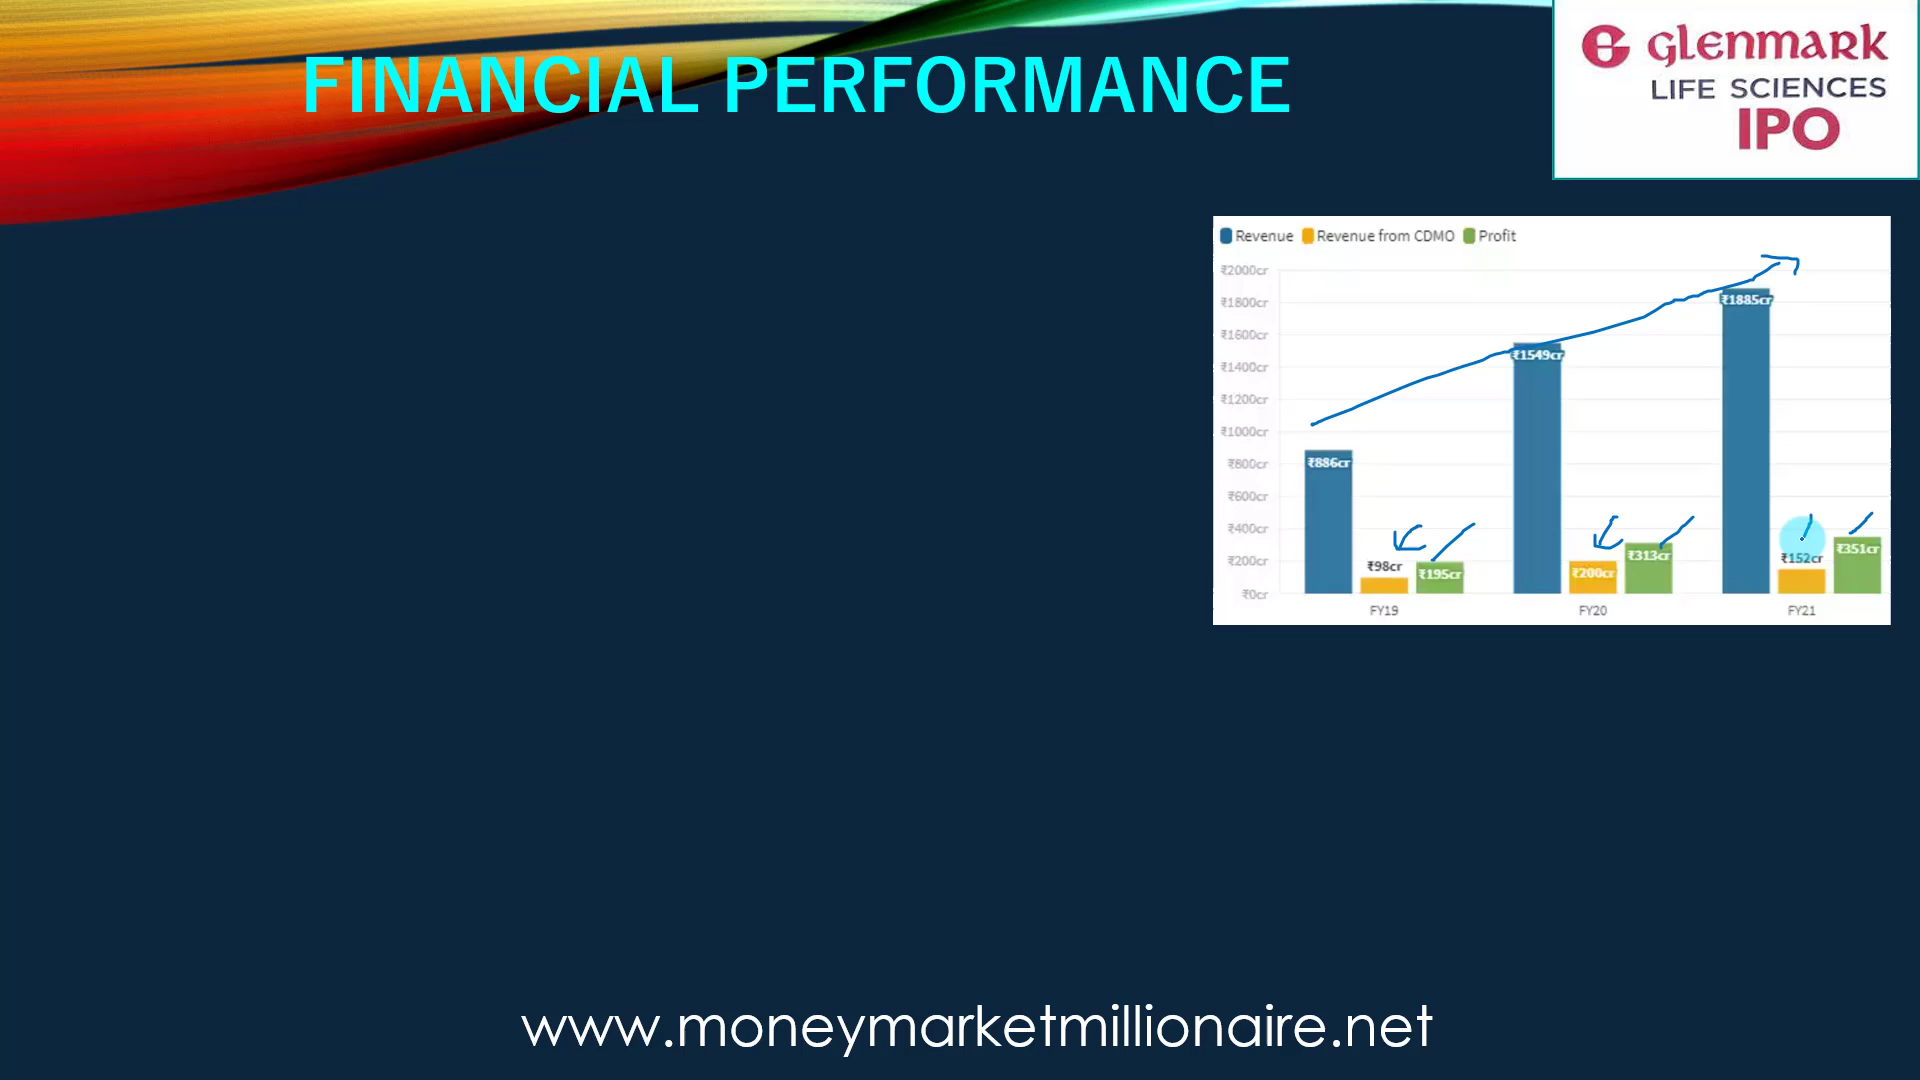 FINANCIAL PERFORMANCE
GLENMARK
LIFE SCIENCES
IPO
Revenue Revenue from CDMO Profit
₹2000cr
₹1800cr
₹1600cr
₹1400cr
₹1200cr
₹1000cr
₹800cr
₹600cr
₹400cr
₹200cr
₹0cr
₹886cr
₹98cr
₹195cr
₹1549cr
₹200cr
₹313cr
₹1885cr
₹152cr
₹351cr
FY19 FY20 FY21
www.moneymarketmillionaire.net